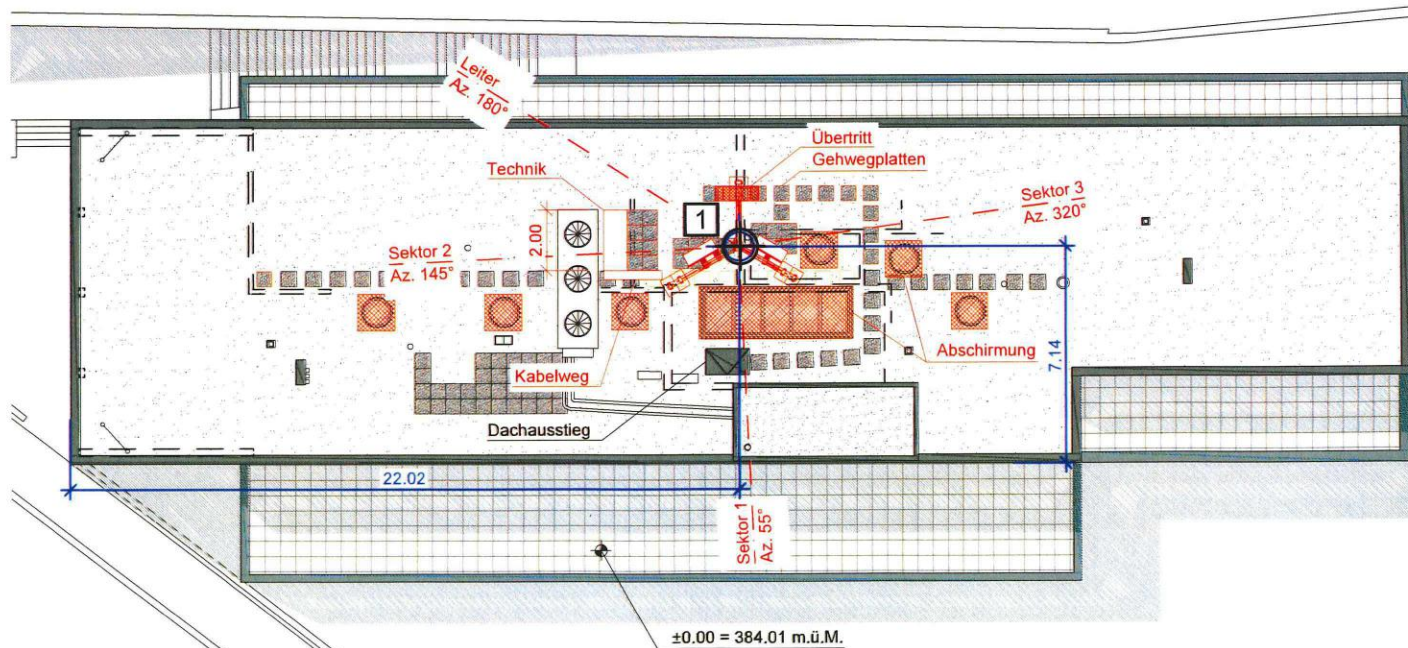 Leiter
Az. 180°
Übertritt
Gehwegplatten
Technik
Sektor 3
Az. 320°
1
2.00
Sektor 2
Az. 145°
7.14
Abschirmung
Kabelweg
Dachausstieg
22.02
Sektor 1
Az. 55°
±0.00 = 384.01 m.ü.M.